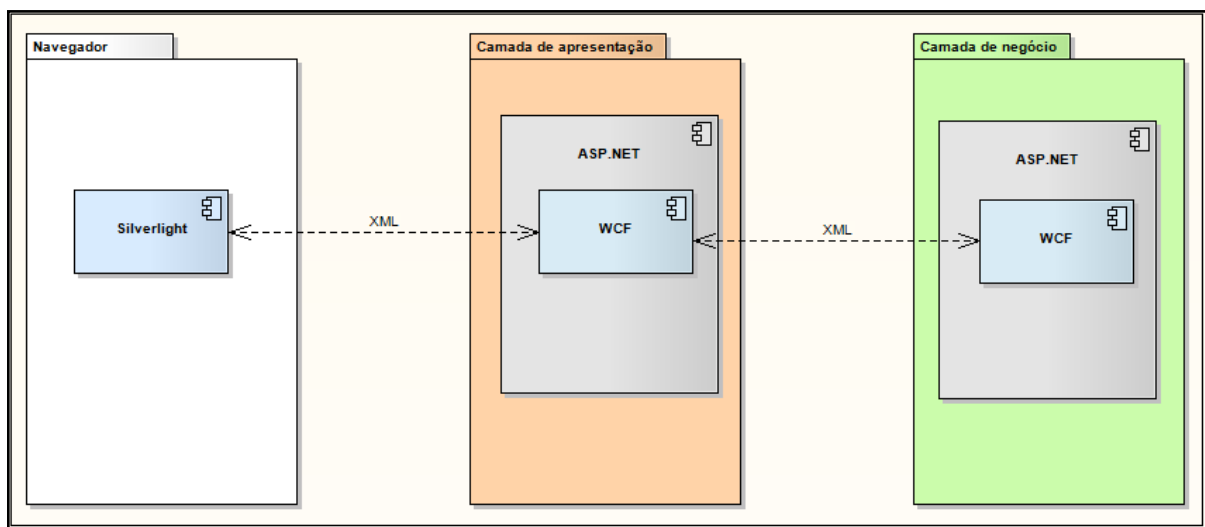 Navegador
Camada de apresentação
Camada de negócio
ASP.NET
ASP.NET
Silverlight
XML
WCF
XML
WCF